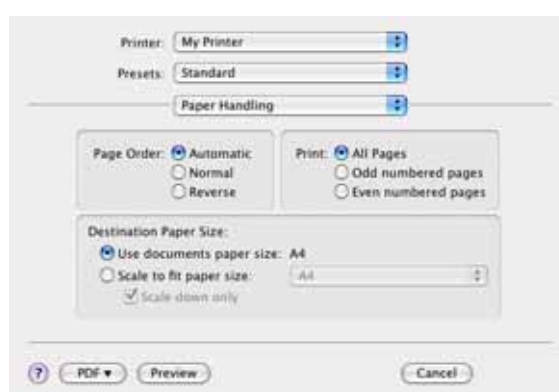 Printer: My Printer
Presets: Standard
Paper Handling
Page Order: Automatic
Normal
Reverse
Print: All Pages
Odd numbered pages
Even numbered pages
Destination Paper Size:
Use documents paper size: A4
Scale to fit paper size: A4
Scale down only
? PDF ▼ Preview Cancel